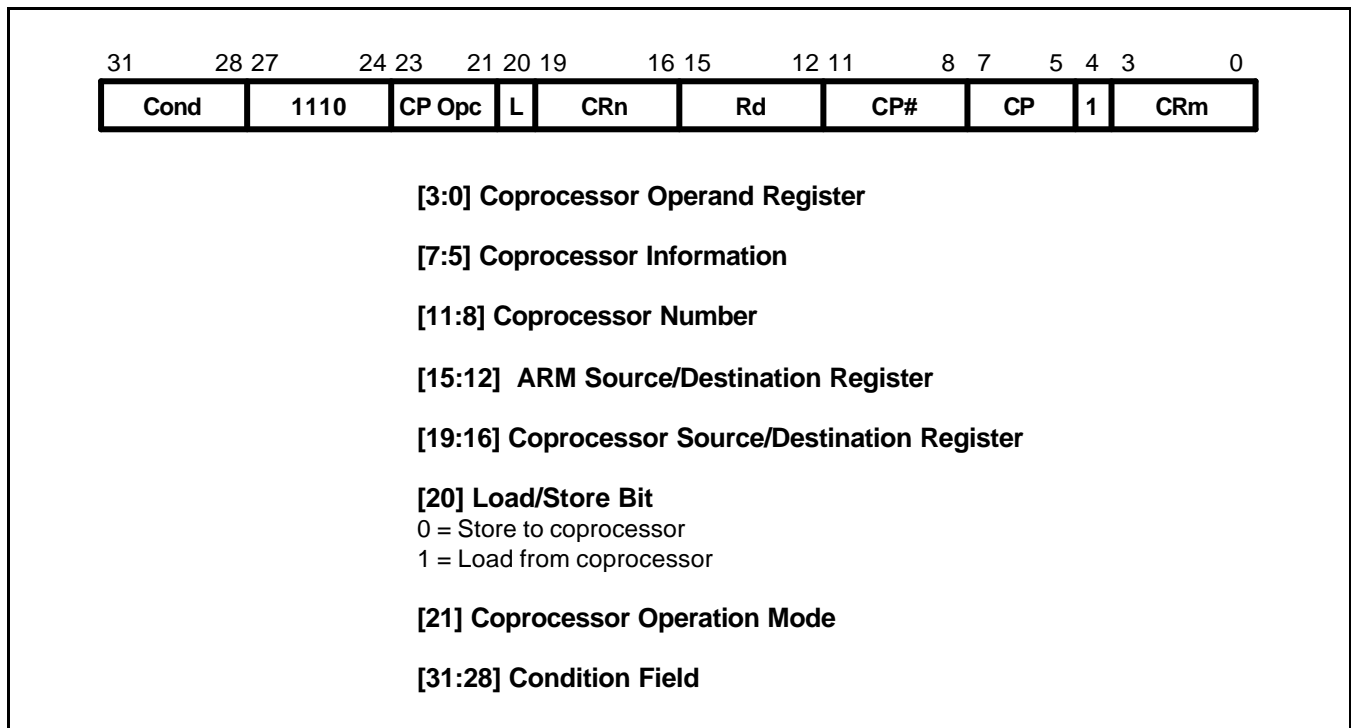 31 28 27 24 23 21 20 19 16 15 12 11 8 7 5 4 3 0
Cond 1110 CP Opc L CRn Rd CP# CP 1 CRm
[3:0] Coprocessor Operand Register
[7:5] Coprocessor Information
[11:8] Coprocessor Number
[15:12] ARM Source/Destination Register
[19:16] Coprocessor Source/Destination Register
[20] Load/Store Bit
0 = Store to coprocessor
1 = Load from coprocessor
[21] Coprocessor Operation Mode
[31:28] Condition Field